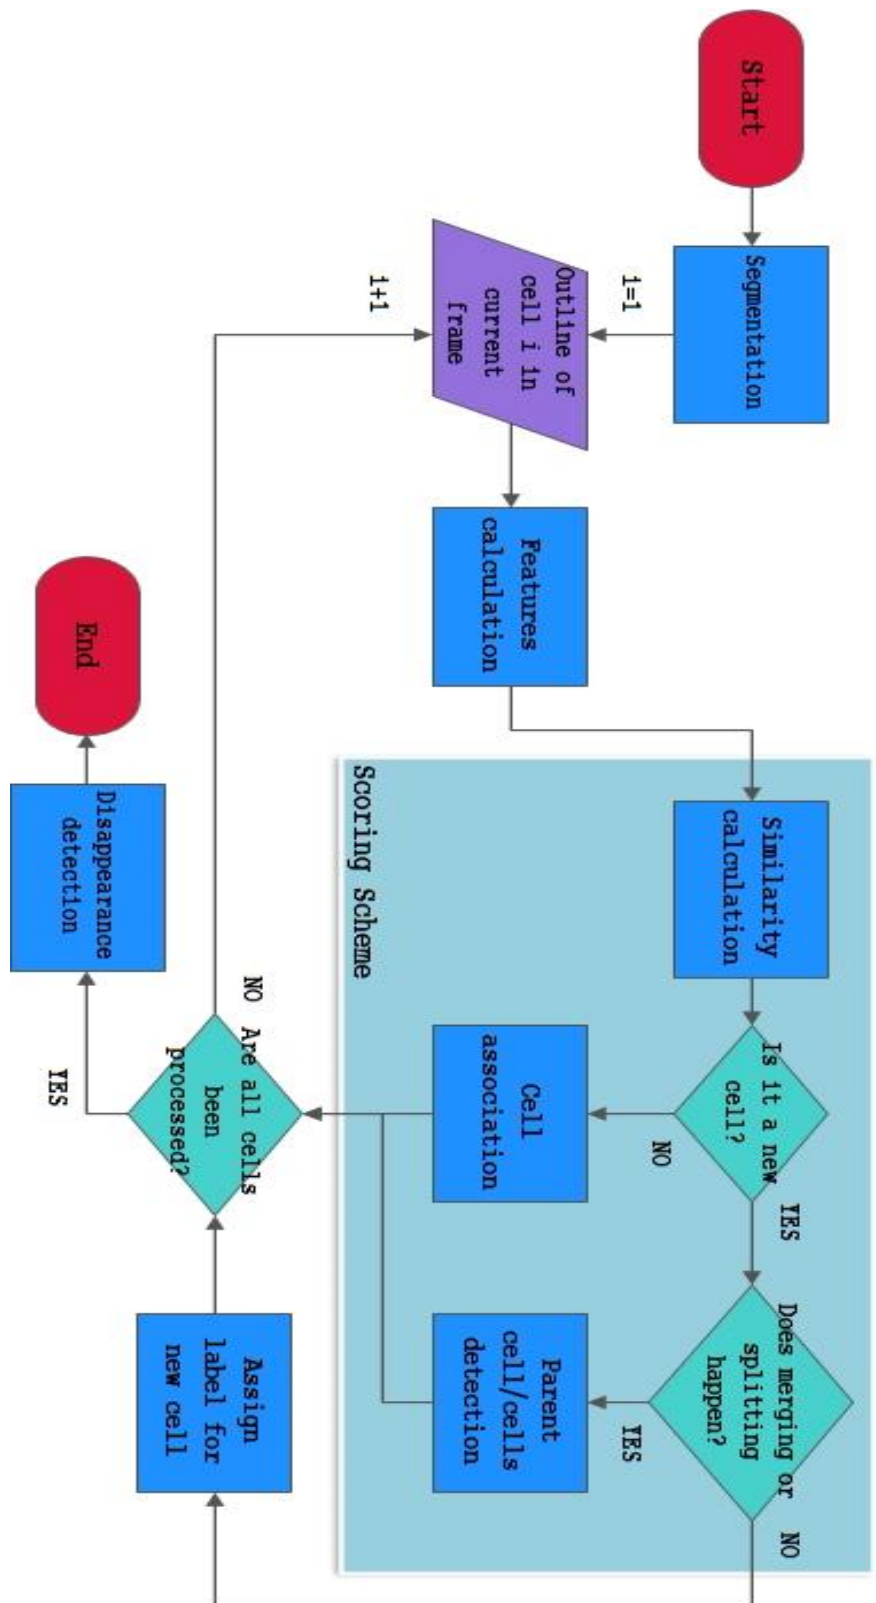 Start
Segmentation
i=1
Outline of
cell i in
current
frame
i+1
Features
calculation
Similarity
calculation
Is it a new
cell?
YES
NO
Does merging or
splitting
happen?
NO
YES
Cell
association
Parent
cell/cells
detection
Scoring Scheme
Are all cells
been
processed?
NO
YES
Assign
label for
new cell
Disappearance
detection
End